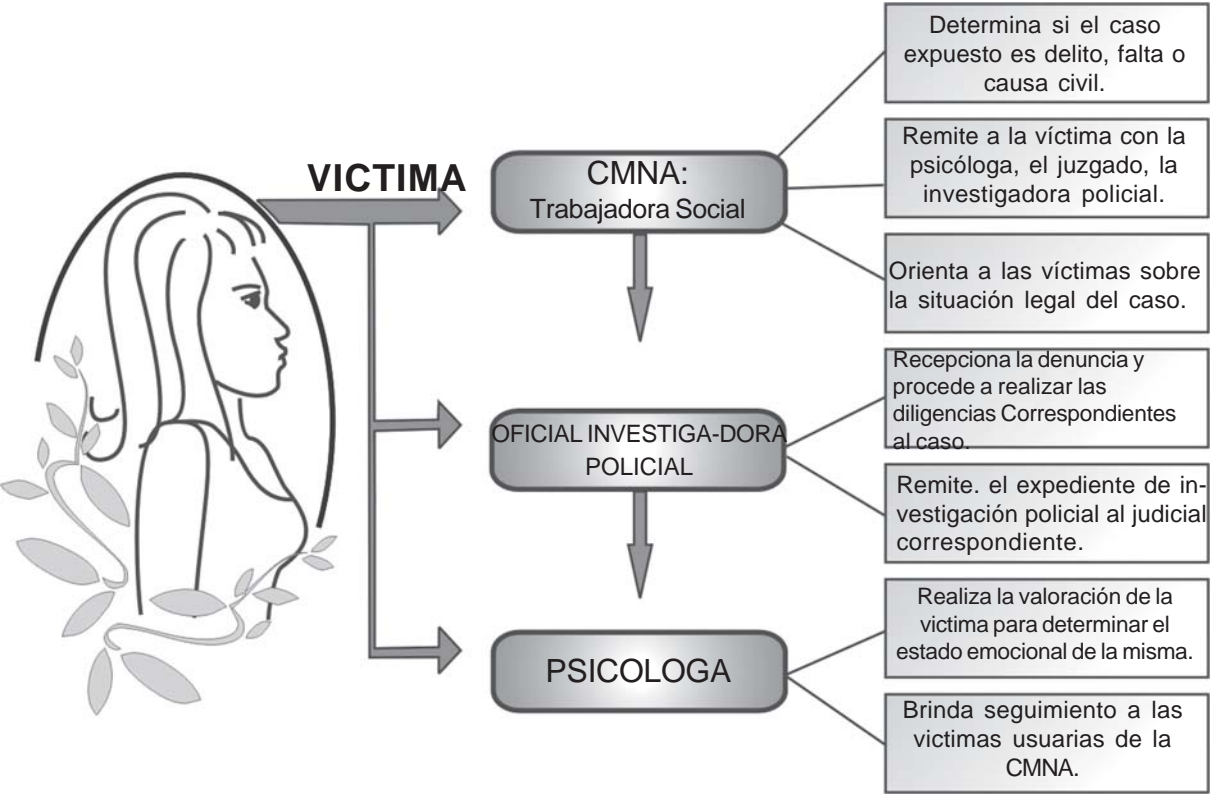 VICTIMA
CMNA:
Trabajadora Social
Determina si el caso
expuesto es delito, falta o
causa civil.
Remite a la víctima con la
psicóloga, el juzgado, la
investigadora policial.
Orienta a las víctimas sobre
la situación legal del caso.
OFICIAL INVESTIGA-DORA
POLICIAL
Recepciona la denuncia y
procede a realizar las
diligencias Correspondientes
al caso.
Remite. el expediente de in-
vestigación policial al judicial
correspondiente.
PSICOLOGA
Realiza la valoración de la
victima para determinar el
estado emocional de la misma.
Brinda seguimiento a las
victimas usuarias de la
CMNA.